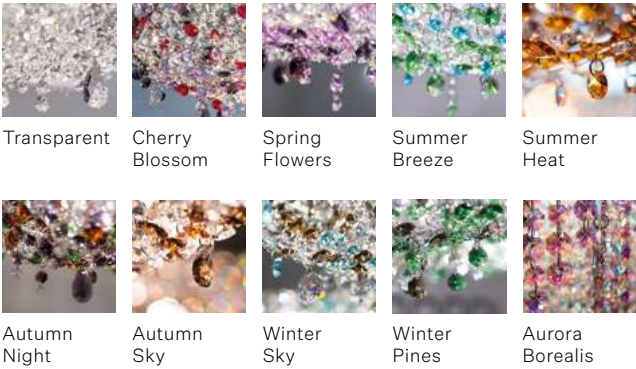 Transparent
Cherry
Blossom
Spring
Flowers
Summer
Breeze
Summer
Heat
Autumn
Night
Autumn
Sky
Winter
Sky
Winter
Pines
Aurora
Borealis